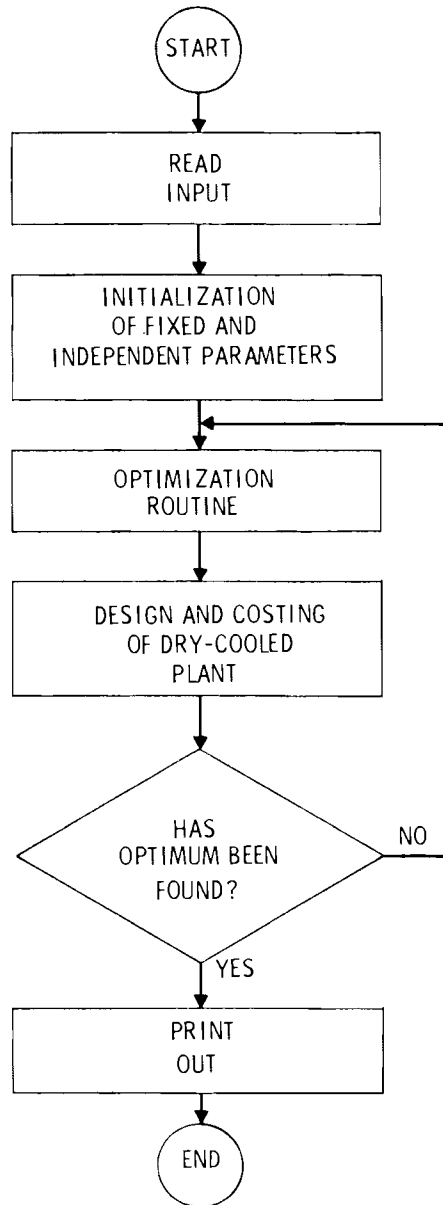 START
READ
INPUT
INITIALIZATION
OF FIXED AND
INDEPENDENT PARAMETERS
OPTIMIZATION
ROUTINE
DESIGN AND COSTING
OF DRY-COOLED
PLANT
HAS
OPTIMUM BEEN
FOUND?
NO
YES
PRINT
OUT
END